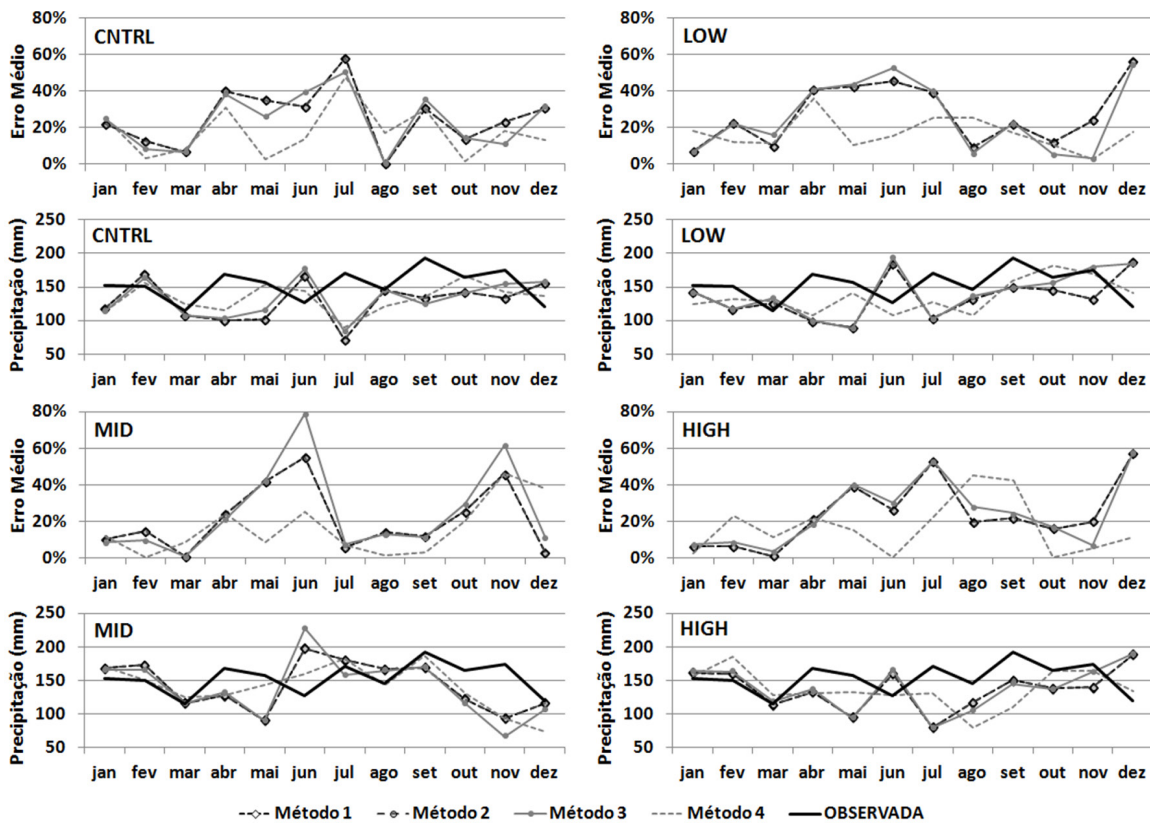 CNTRL
Erro Médio
80%
60%
40%
20%
0%
jan fev mar abr mai jun jul ago set out nov dez
LOW
Erro Médio
80%
60%
40%
20%
0%
jan fev mar abr mai jun jul ago set out nov dez
CNTRL
Precipitação (mm)
250
200
150
100
50
jan fev mar abr mai jun jul ago set out nov dez
LOW
Precipitação (mm)
250
200
150
100
50
jan fev mar abr mai jun jul ago set out nov dez
MID
Erro Médio
80%
60%
40%
20%
0%
jan fev mar abr mai jun jul ago set out nov dez
HIGH
Erro Médio
80%
60%
40%
20%
0%
jan fev mar abr mai jun jul ago set out nov dez
MID
Precipitação (mm)
250
200
150
100
50
jan fev mar abr mai jun jul ago set out nov dez
HIGH
Precipitação (mm)
250
200
150
100
50
jan fev mar abr mai jun jul ago set out nov dez
Método 1 Método 2 Método 3 Método 4 OBSERVADA